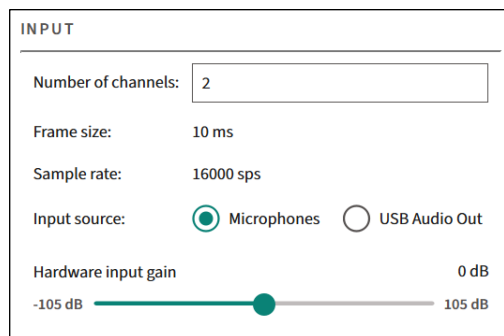 INPUT
Number of channels: 2
Frame size: 10 ms
Sample rate: 16000 sps
Input source: Microphones USB Audio Out
Hardware input gain 0 dB
-105 dB 105 dB